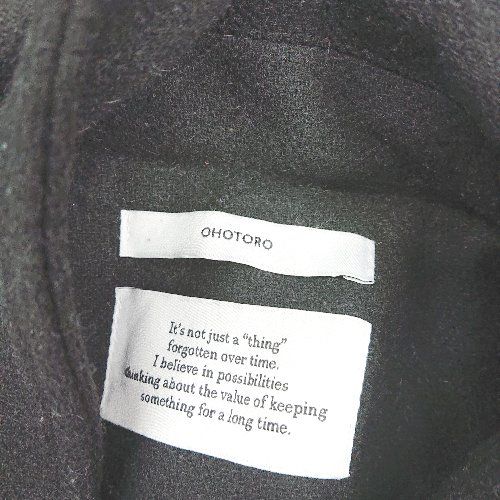 OHOTORO
It's not just a "thing"
forgotten over time.
I believe in possibilities
thinking about the value of keeping
something for a long time.